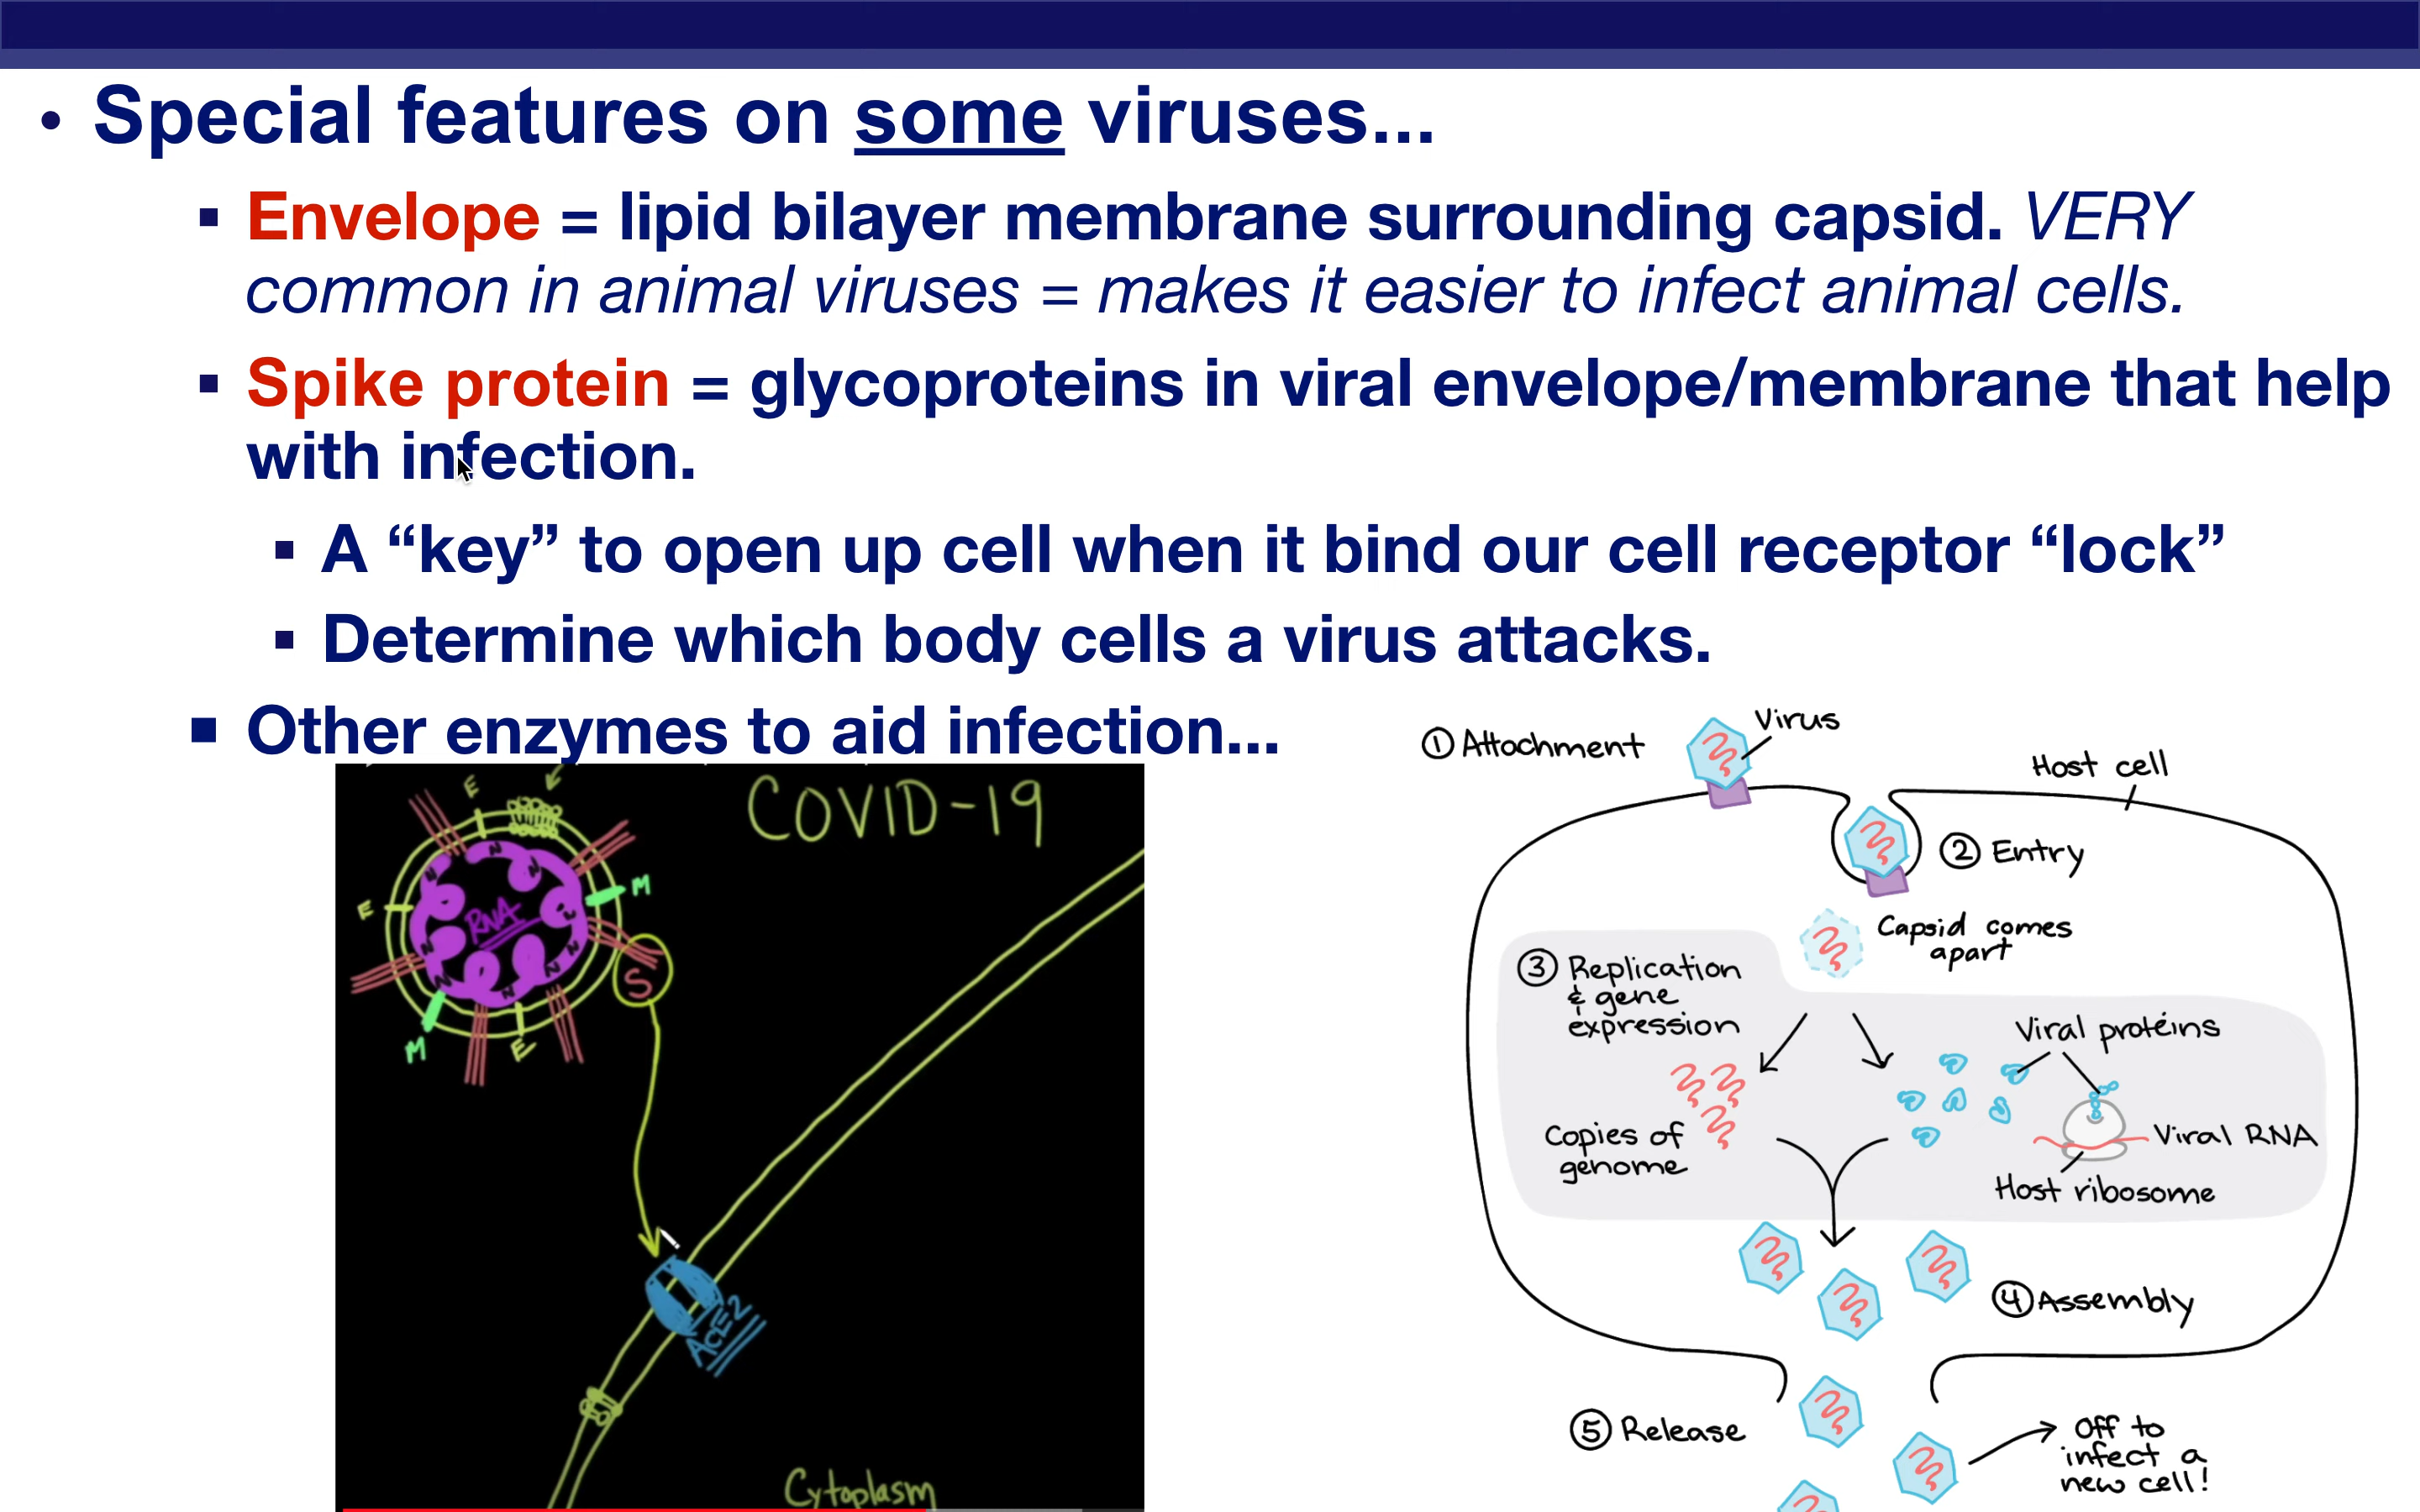 • Special features on some viruses...
▪ Envelope = lipid bilayer membrane surrounding capsid. VERY
common in animal viruses = makes it easier to infect animal cells.
▪ Spike protein = glycoproteins in viral envelope/membrane that help
with infection.
▪ A “key” to open up cell when it bind our cell receptor “lock”
▪ Determine which body cells a virus attacks.
▪ Other enzymes to aid infection...
COVID-19
E
E
M
M
E
N
N
N
N
N
N
N
RNA
S
ACE2
Cytoplasm
① Attachment
Virus
Host cell
② Entry
Capsid comes
apart
③ Replication
& gene
expression
Viral proteins
Copies of
genome
Viral RNA
Host ribosome
④ Assembly
⑤ Release
Off to
infect a
new cell!